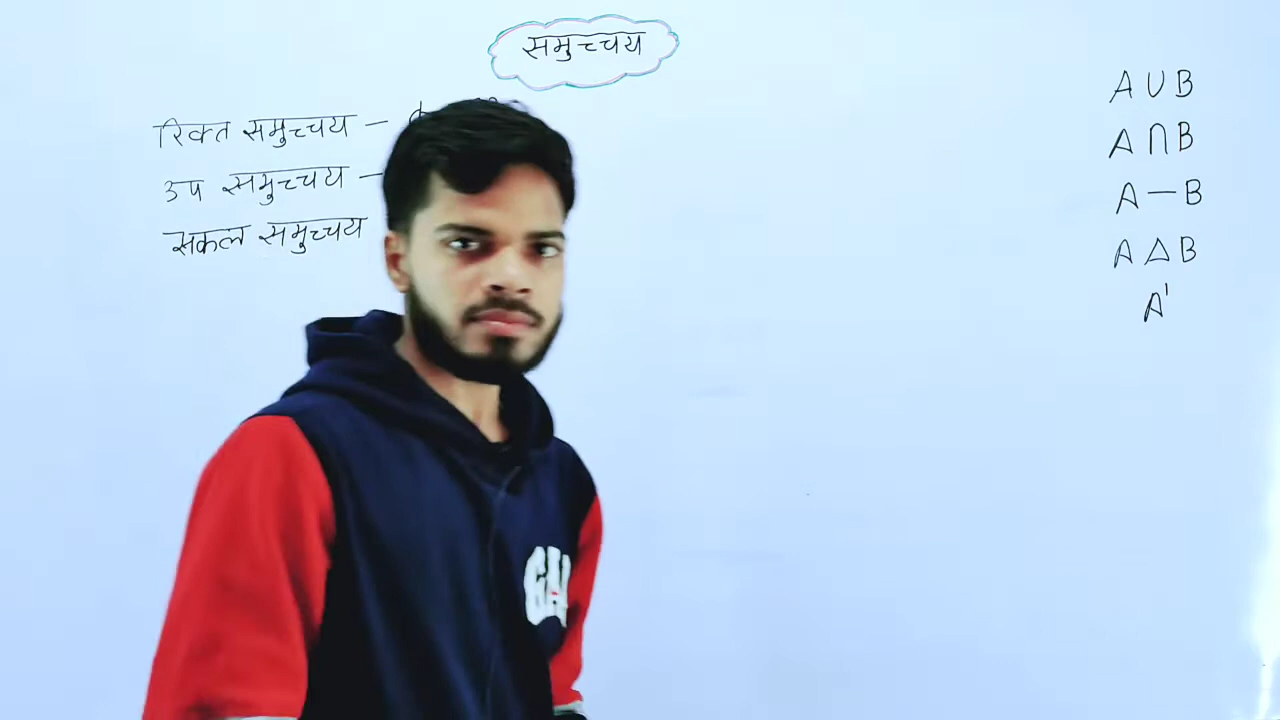 समुच्चय
रिक्त समुच्चय —
उप समुच्चय —
सकल समुच्चय
A ∪ B
A ∩ B
A — B
A △ B
A'